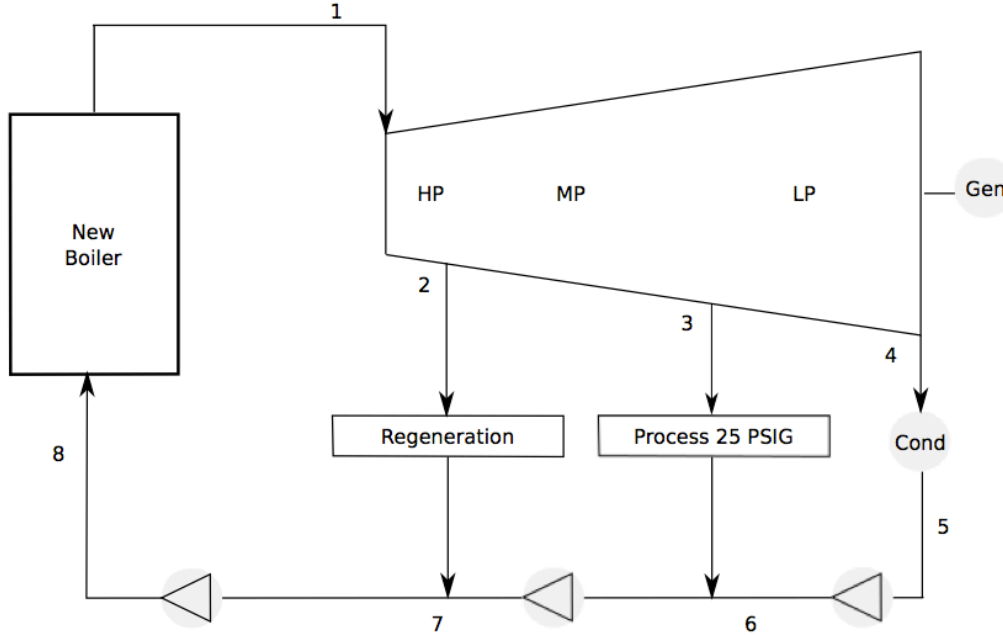 1
HP
MP
LP
Gen
New
Boiler
2
3
4
Regeneration
Process 25 PSIG
Cond
8
5
7
6